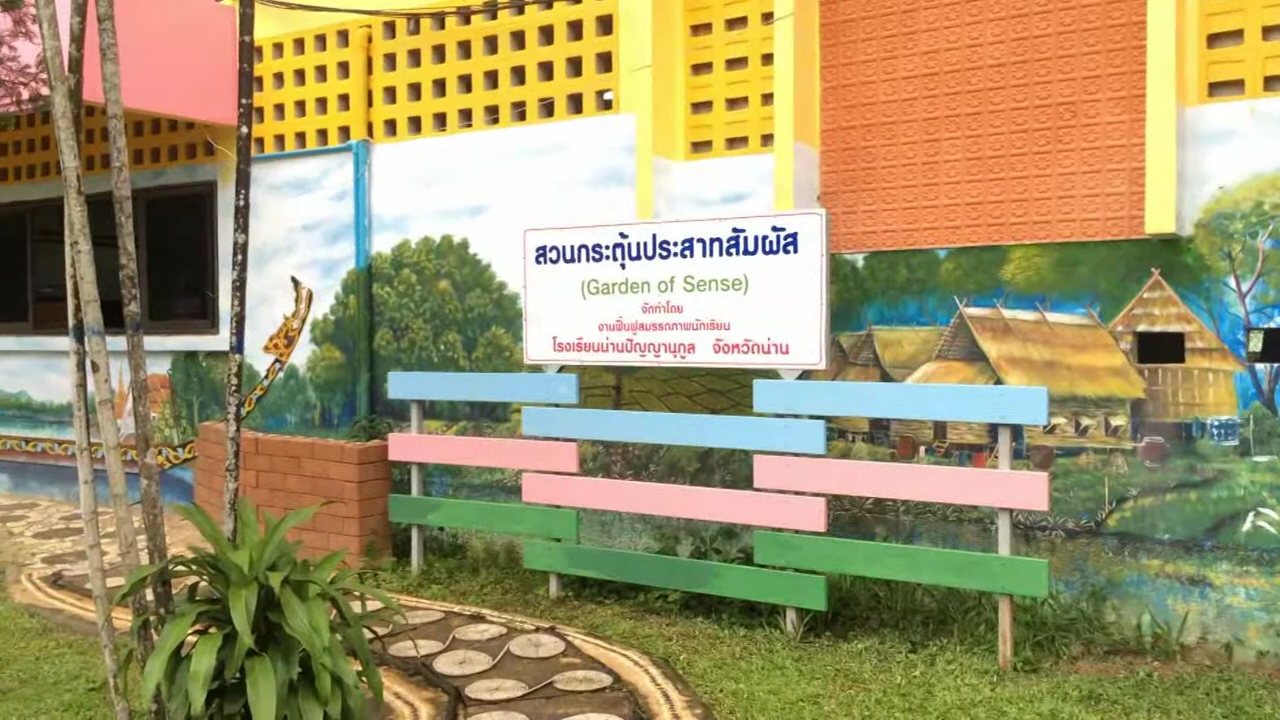 สวนกระตุ้นประสาทสัมผัส
(Garden of Sense)
จัดทำโดย
งานฟื้นฟูสมรรถภาพนักเรียน
โรงเรียนน่านปัญญานุกูล จังหวัดน่าน